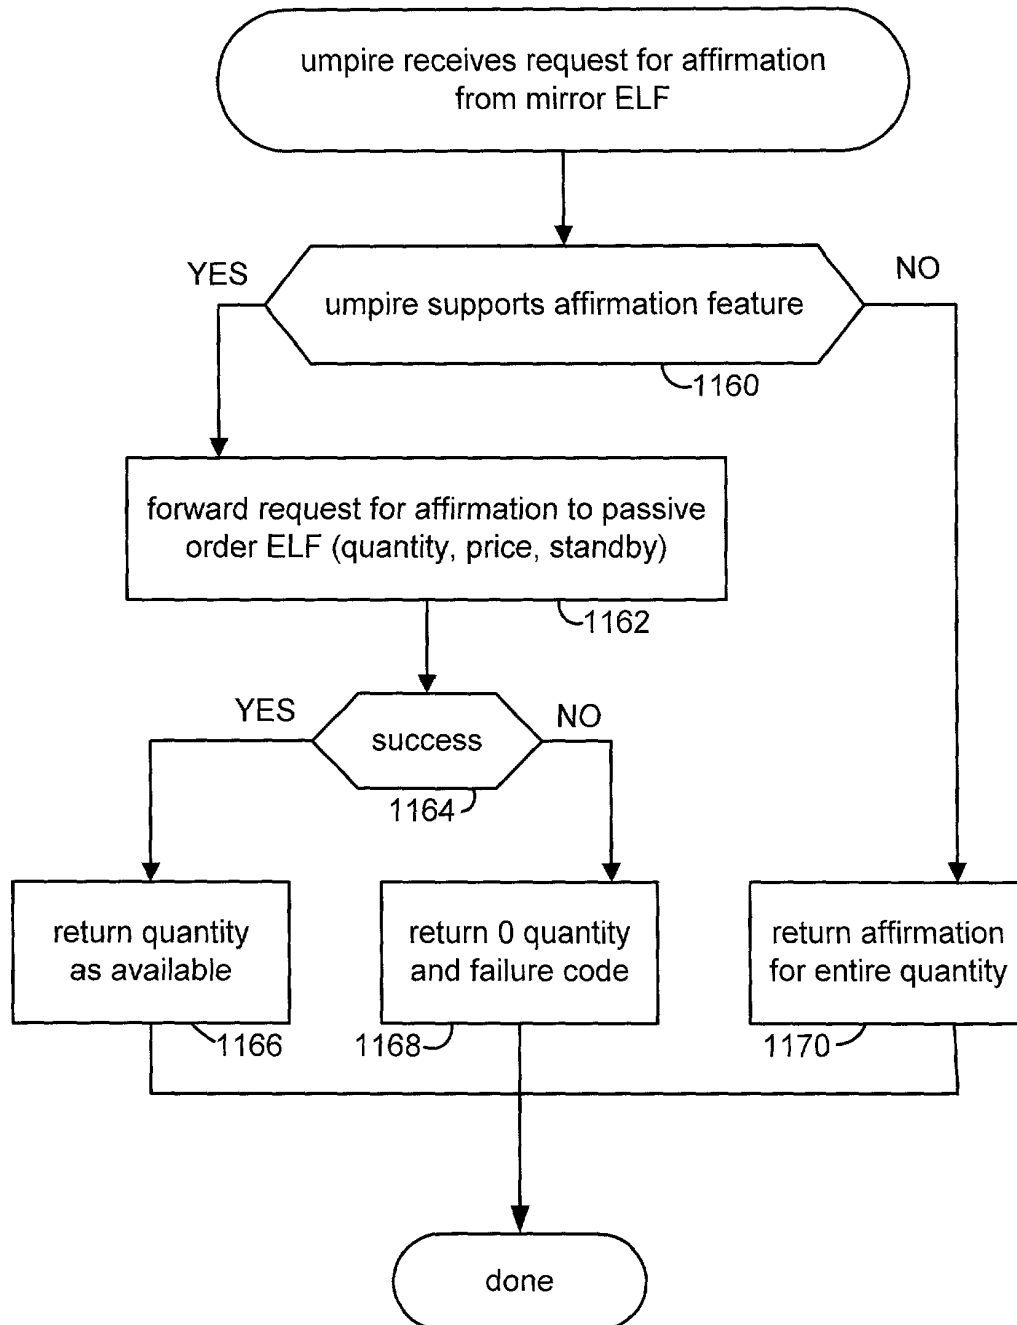 umpire receives request for affirmation
from mirror ELF
YES
NO
umpire supports affirmation feature
1160
forward request for affirmation to passive
order ELF (quantity, price, standby)
1162
YES
NO
success
1164
return quantity
as available
1166
return 0 quantity
and failure code
1168
return affirmation
for entire quantity
1170
done